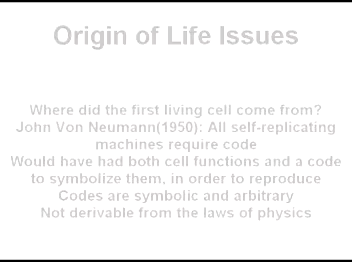 Origin of Life Issues
Where did the first living cell come from?
John Von Neumann(1950): All self-replicating
machines require code
Would have had both cell functions and a code
to symbolize them, in order to reproduce
Codes are symbolic and arbitrary
Not derivable from the laws of physics